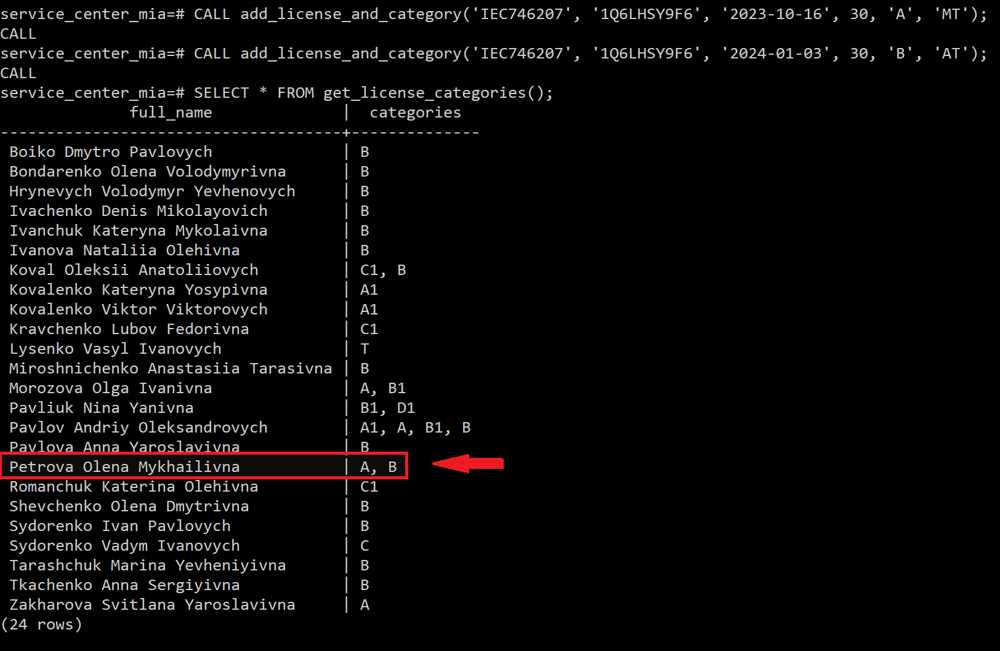 service_center_mia=# CALL add_license_and_category('IEC746207', '1Q6LHSY9F6', '2023-10-16', 30, 'A', 'MT');
CALL
service_center_mia=# CALL add_license_and_category('IEC746207', '1Q6LHSY9F6', '2024-01-03', 30, 'B', 'AT');
CALL
service_center_mia=# SELECT * FROM get_license_categories();
              full_name              |  categories
-------------------------------------+--------------
 Boiko Dmytro Pavlovych              | B
 Bondarenko Olena Volodymyrivna      | B
 Hrynevych Volodymyr Yevhenovych     | B
 Ivachenko Denis Mikolayovich        | B
 Ivanchuk Kateryna Mykolaivna        | B
 Ivanova Nataliia Olehivna           | B
 Koval Oleksii Anatoliiovych         | C1, B
 Kovalenko Kateryna Yosypivna        | A1
 Kovalenko Viktor Viktorovych        | A1
 Kravchenko Lubov Fedorivna          | C1
 Lysenko Vasyl Ivanovych             | T
 Miroshnichenko Anastasiia Tarasivna | B
 Morozova Olga Ivanivna              | A, B1
 Pavliuk Nina Yanivna                | B1, D1
 Pavlov Andriy Oleksandrovych        | A1, A, B1, B
 Pavlova Anna Yaroslavivna           | B
 Petrova Olena Mykhailivna           | A, B
 Romanchuk Katerina Olehivna         | C1
 Shevchenko Olena Dmytrivna          | B
 Sydorenko Ivan Pavlovych            | B
 Sydorenko Vadym Ivanovych           | C
 Tarashchuk Marina Yevheniyivna      | B
 Tkachenko Anna Sergiyivna           | B
 Zakharova Svitlana Yaroslavivna     | A
(24 rows)